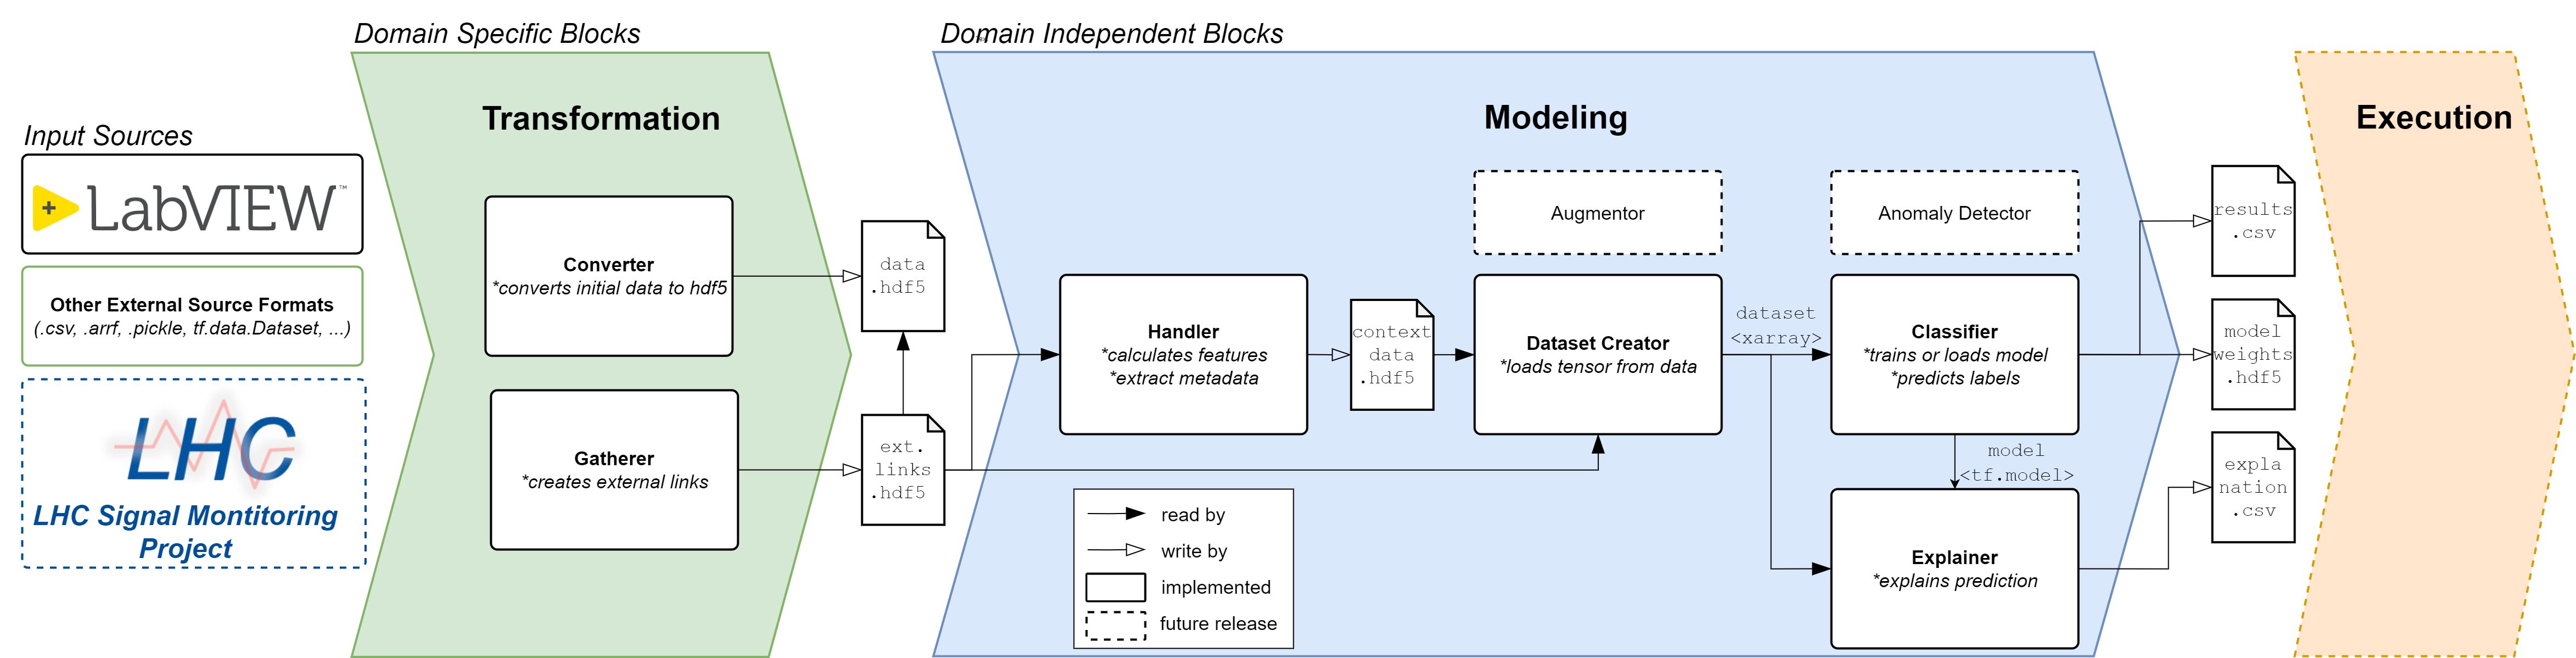 Domain Specific Blocks
Domain Independent Blocks
Input Sources
LabVIEW™
Other External Source Formats
(.csv, .arrf, .pickle, tf.data.Dataset, ...)
LHC
LHC Signal Montitoring
Project
Transformation
Converter
*converts initial data to hdf5
Gatherer
*creates external links
data
.hdf5
ext.
links
.hdf5
Modeling
Handler
*calculates features
*extract metadata
context
data
.hdf5
Augmentor
Dataset Creator
*loads tensor from data
dataset
<xarray>
Anomaly Detector
Classifier
*trains or loads model
*predicts labels
model
<tf.model>
Explainer
*explains prediction
read by
write by
implemented
future release
results
.csv
model
weights
.hdf5
expla
nation
.csv
Execution